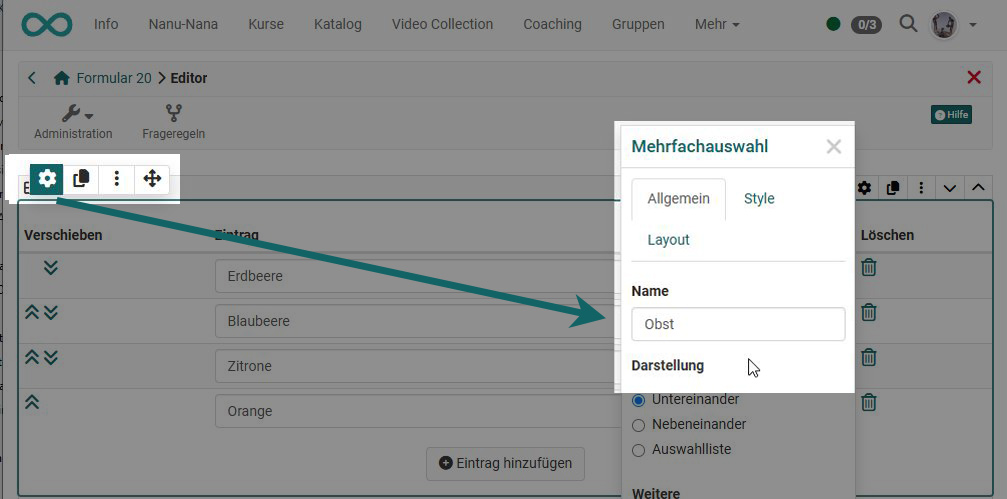 Info Nanu-Nana Kurse Katalog Video Collection Coaching Gruppen Mehr 0/3
Formular 20 Editor
Administration Frageregeln Hilfe
Mehrfachauswahl
Allgemein Style
Layout
Verschieben Eintrag Löschen
Erdbeere
Blaubeere
Zitrone
Orange
Eintrag hinzufügen
Name
Obst
Darstellung
Untereinander
Nebeneinander
Auswahlliste
Weitere